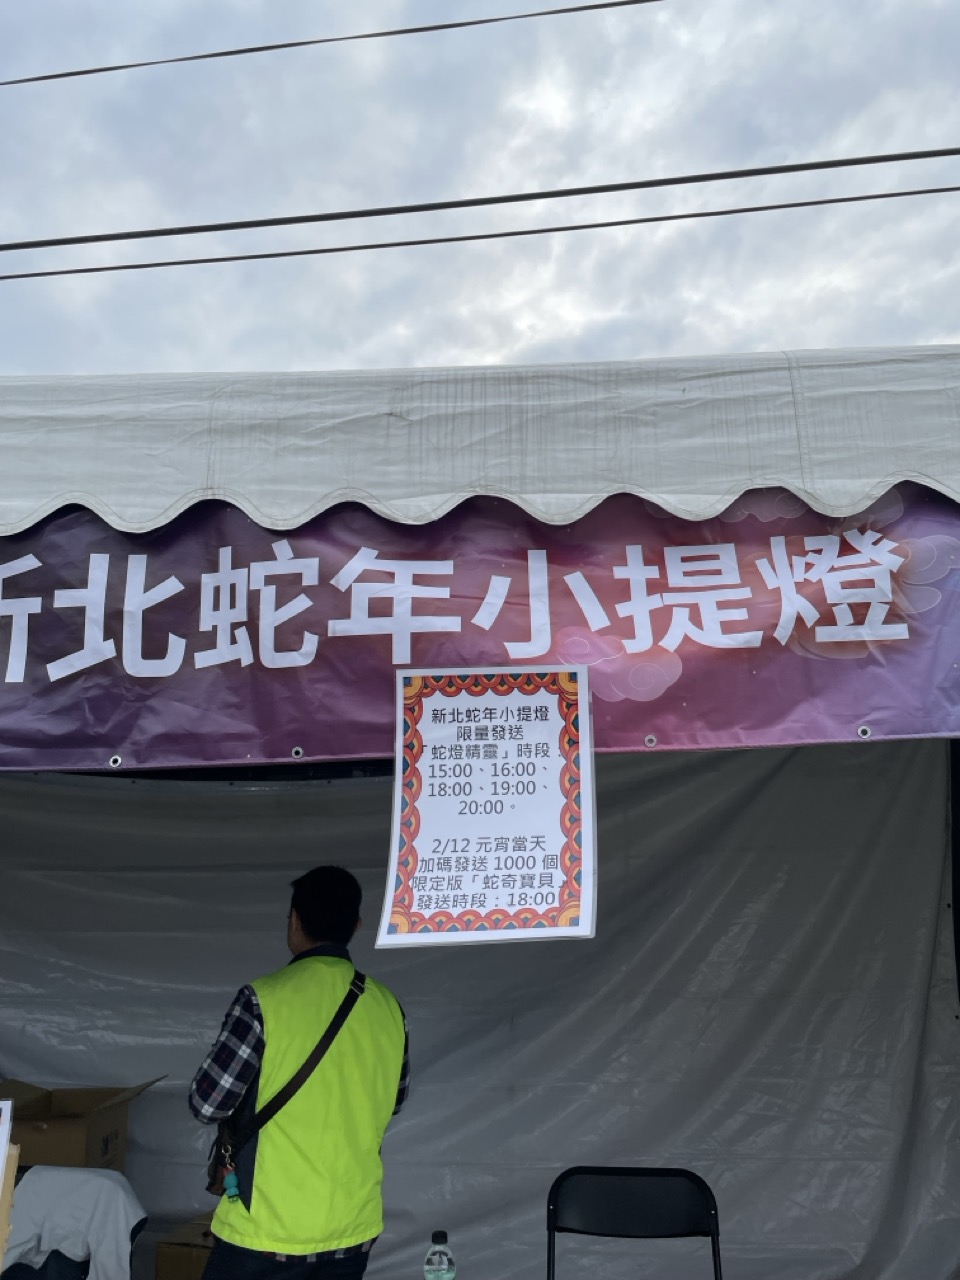 新北蛇年小提燈
新北蛇年小提燈
限量發送
「蛇燈精靈」時段：
15:00、16:00、
18:00、19:00、
20:00。
2/12 元宵當天
加碼發送 1000 個
限定版「蛇奇寶貝」
發送時段：18:00